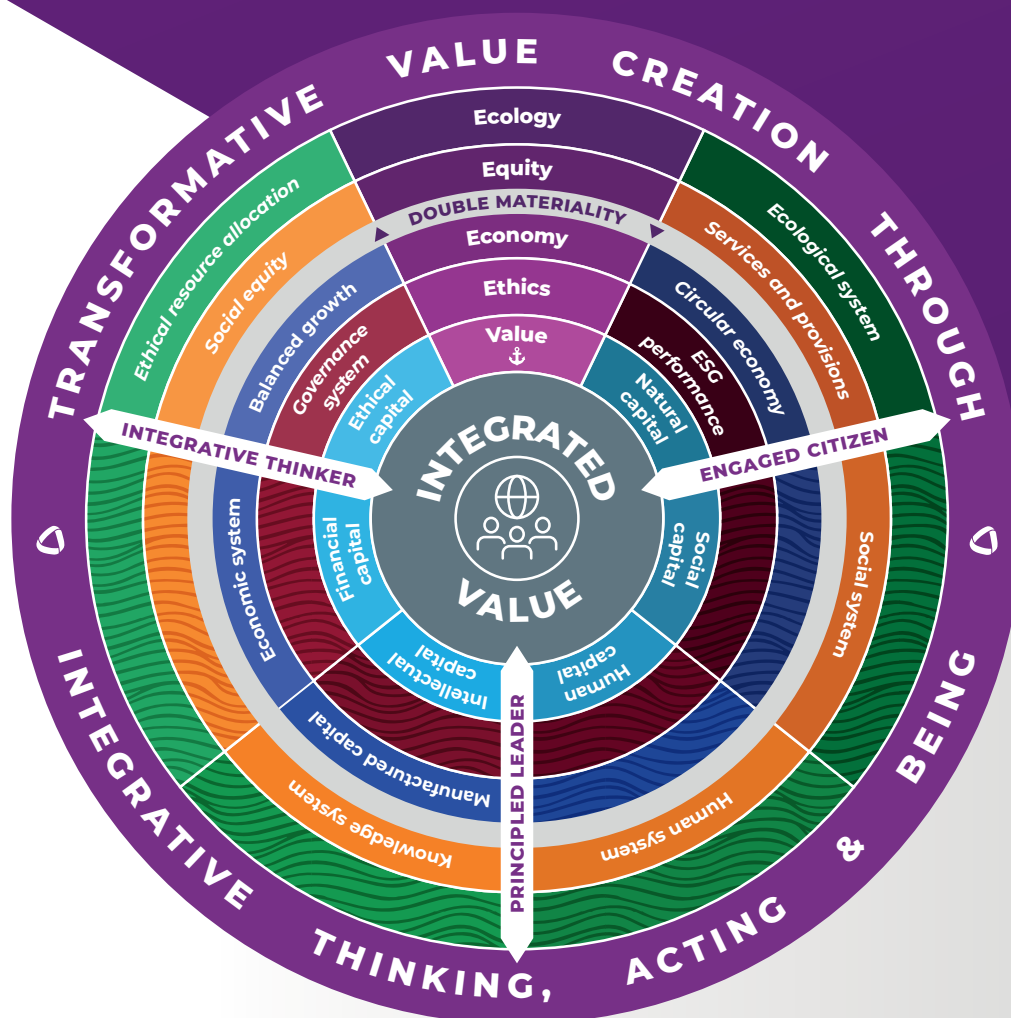 TRANSFORMATIVE VALUE CREATION THROUGH
INTEGRATIVE THINKING, ACTING & BEING
Ecology
Equity
DOUBLE MATERIALITY
Economy
Ethics
Value
Ethical resource allocation
Social equity
Balanced growth
Governance
system
Ethical
capital
Ecological system
Services and provisions
Circular economy
ESG
performance
Natural
capital
INTEGRATIVE THINKER
ENGAGED CITIZEN
PRINCIPLED LEADER
INTEGRATED
VALUE
Economic system
Financial
capital
Social
capital
Social system
Intellectual
capital
Human
capital
Manufactured capital
Knowledge system
Human system